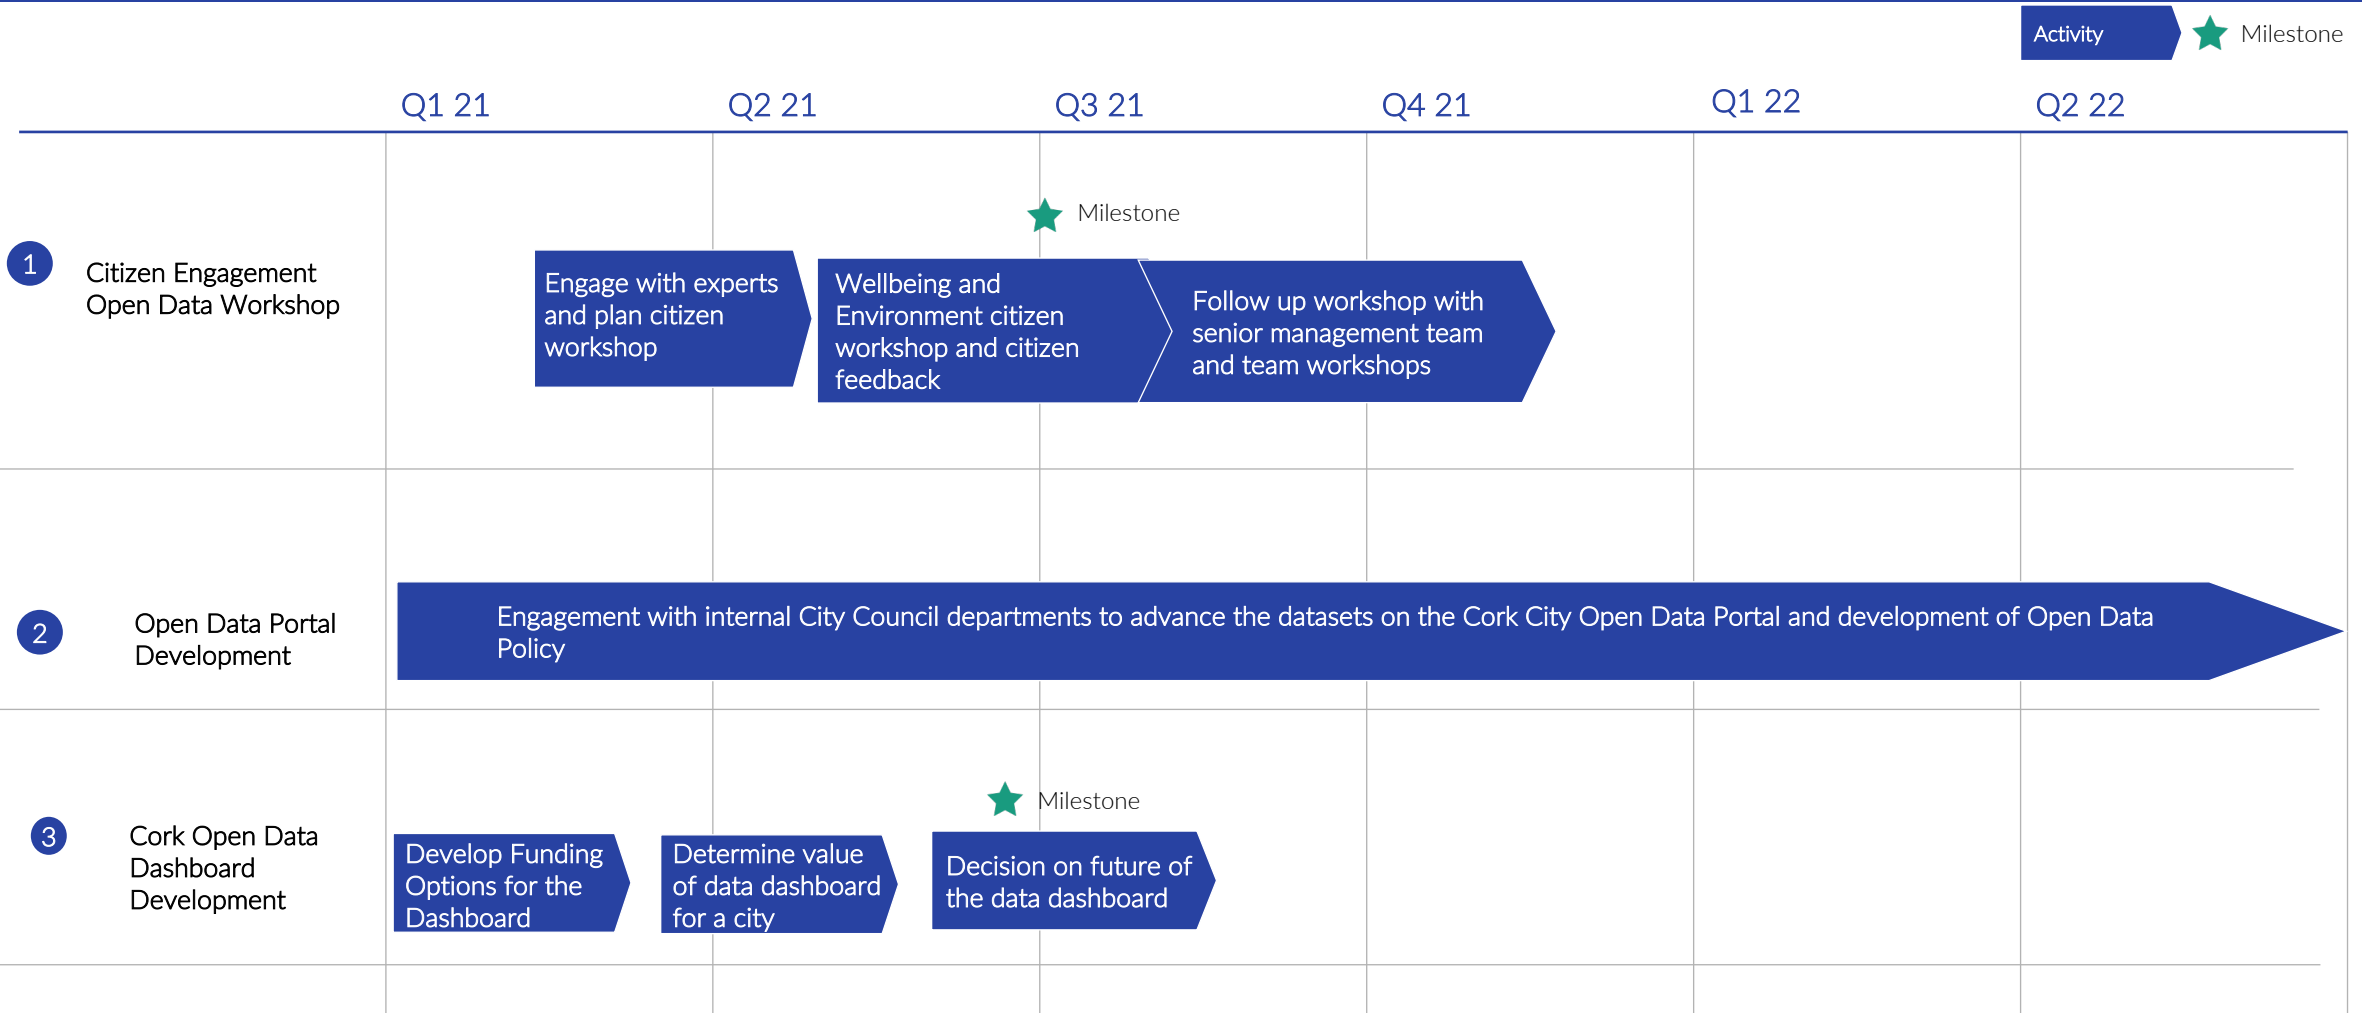 Activity
Milestone
Q1 21
Q2 21
Q3 21
Q4 21
Q1 22
Q2 22
1
Citizen Engagement
Open Data Workshop
Milestone
Engage with experts
and plan citizen
workshop
Wellbeing and
Environment citizen
workshop and citizen
feedback
Follow up workshop with
senior management team
and team workshops
2
Open Data Portal
Development
Engagement with internal City Council departments to advance the datasets on the Cork City Open Data Portal and development of Open Data
Policy
3
Cork Open Data
Dashboard
Development
Milestone
Develop Funding
Options for the
Dashboard
Determine value
of data dashboard
for a city
Decision on future of
the data dashboard